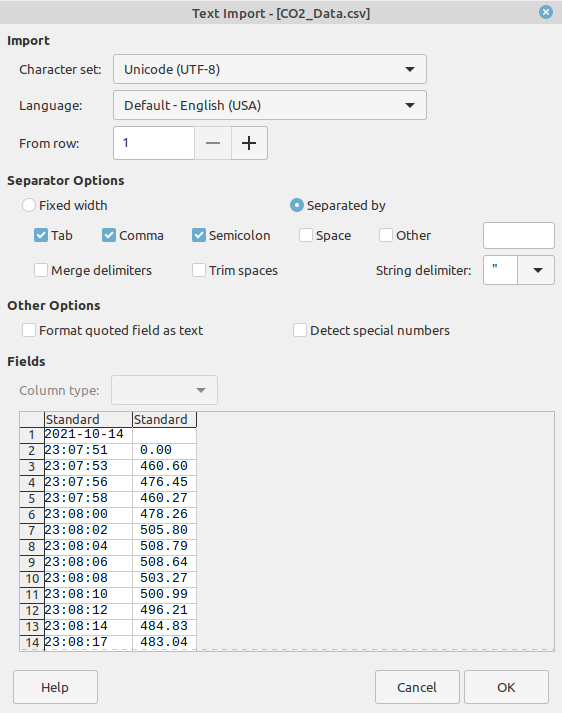 Text Import - [CO2_Data.csv]
Import
Character set: Unicode (UTF-8)
Language: Default - English (USA)
From row: 1
Separator Options
Fixed width Separated by
Tab Comma Semicolon Space Other
Merge delimiters Trim spaces String delimiter: "
Other Options
Format quoted field as text Detect special numbers
Fields
Column type:
Standard Standard
1 2021-10-14
2 23:07:51 0.00
3 23:07:53 460.60
4 23:07:56 476.45
5 23:07:58 460.27
6 23:08:00 478.26
7 23:08:02 505.80
8 23:08:04 508.79
9 23:08:06 508.64
10 23:08:08 503.27
11 23:08:10 500.99
12 23:08:12 496.21
13 23:08:14 484.83
14 23:08:17 483.04
Help Cancel OK